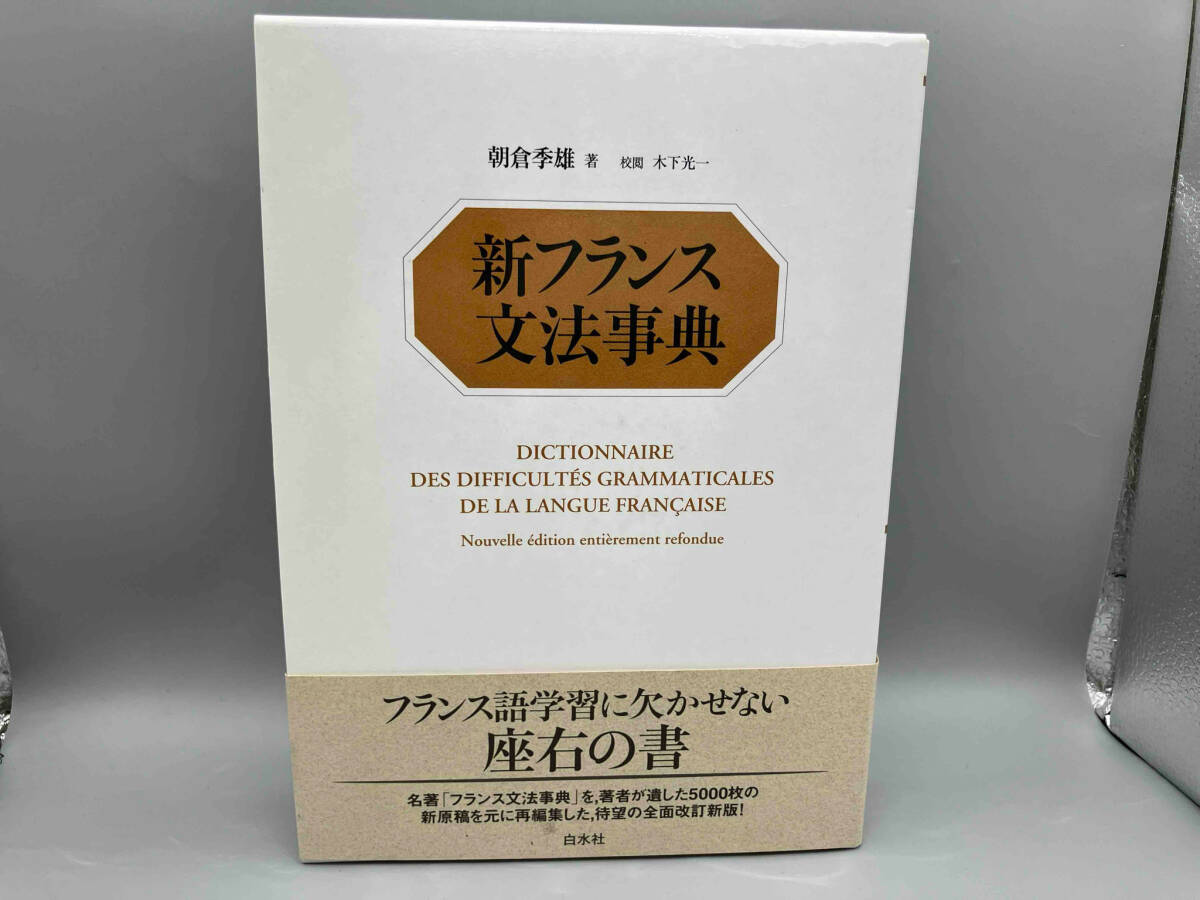 朝倉季雄 著 校閲 木下光一
新フランス
文法事典
DICTIONNAIRE
DES DIFFICULTÉS GRAMMATICALES
DE LA LANGUE FRANÇAISE
Nouvelle édition entièrement refondue
フランス語学習に欠かせない
座右の書
名著「フランス文法事典」を,著者が遺した5000枚の
新原稿を元に再編集した,待望の全面改訂新版!
白水社